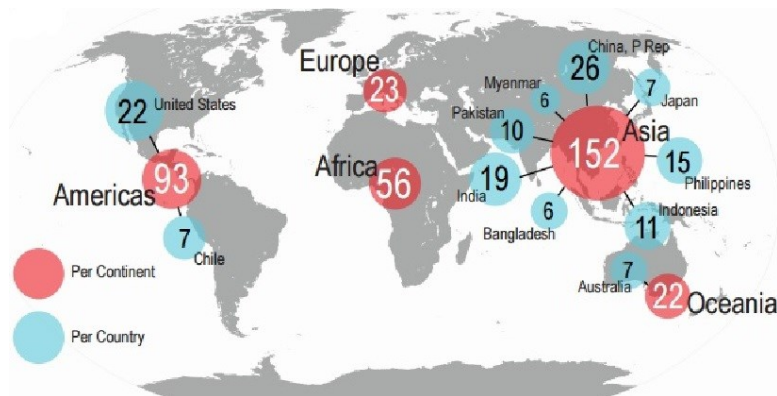 China, P Rep
26
Europe
23
Myanmar
6
7
Japan
22
United States
Pakistan
10
Asia
152
Africa
56
19
India
15
Philippines
Americas
93
6
Bangladesh
Indonesia
11
7
Chile
7
Australia
22
Oceania
Per Continent
Per Country